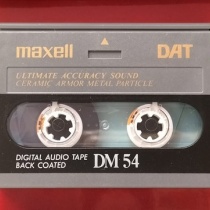 maxell DAT
ULTIMATE ACCURACY SOUND
CERAMIC ARMOR METAL PARTICLE
DIGITAL AUDIO TAPE
BACK COATED
DM 54